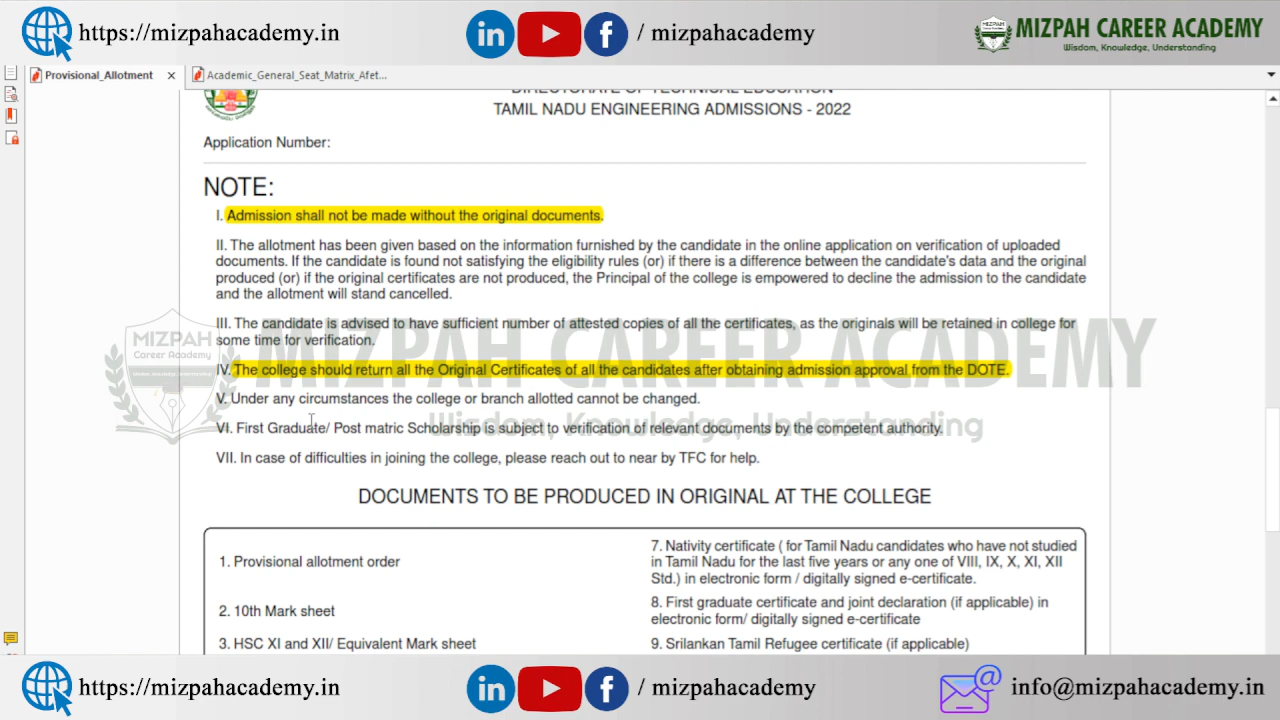 https://mizpahacademy.in
in
f
/ mizpahacademy
MIZPAH CAREER ACADEMY
Wisdom, Knowledge, Understanding
Provisional_Allotment
Academic_General_Seat_Matrix_Afet...
DIRECTORATE OF TECHNICAL EDUCATION
TAMIL NADU ENGINEERING ADMISSIONS - 2022
Application Number:
NOTE:
I. Admission shall not be made without the original documents.
II. The allotment has been given based on the information furnished by the candidate in the online application on verification of uploaded
documents. If the candidate is found not satisfying the eligibility rules (or) if there is a difference between the candidate's data and the original
produced (or) if the original certificates are not produced, the Principal of the college is empowered to decline the admission to the candidate
and the allotment will stand cancelled.
III. The candidate is advised to have sufficient number of attested copies of all the certificates, as the originals will be retained in college for
some time for verification.
IV. The college should return all the Original Certificates of all the candidates after obtaining admission approval from the DOTE.
V. Under any circumstances the college or branch allotted cannot be changed.
VI. First Graduate/ Post matric Scholarship is subject to verification of relevant documents by the competent authority.
VII. In case of difficulties in joining the college, please reach out to near by TFC for help.
MIZPAH
Career Academy
MIZPAH CAREER ACADEMY
Wisdom, Knowledge, Understanding
DOCUMENTS TO BE PRODUCED IN ORIGINAL AT THE COLLEGE
1. Provisional allotment order
2. 10th Mark sheet
3. HSC XI and XII/ Equivalent Mark sheet
7. Nativity certificate ( for Tamil Nadu candidates who have not studied
in Tamil Nadu for the last five years or any one of VIII, IX, X, XI, XII
Std.) in electronic form / digitally signed e-certificate.
8. First graduate certificate and joint declaration (if applicable) in
electronic form/ digitally signed e-certificate
9. Srilankan Tamil Refugee certificate (if applicable)
https://mizpahacademy.in
in
f
/ mizpahacademy
@
info@mizpahacademy.in